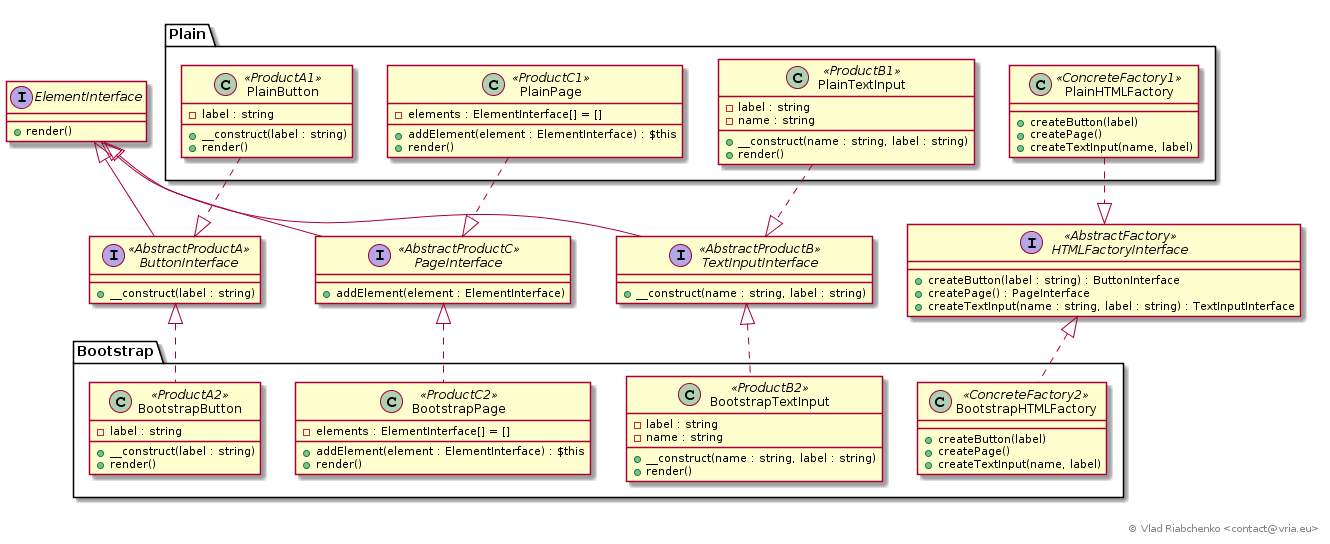 Plain
C «ProductA1»
PlainButton
label : string
__construct(label : string)
render()
C «ProductC1»
PlainPage
elements : ElementInterface[] = []
addElement(element : ElementInterface) : $this
render()
C «ProductB1»
PlainTextInput
label : string
name : string
__construct(name : string, label : string)
render()
C «ConcreteFactory1»
PlainHTMLFactory
createButton(label)
createPage()
createTextInput(name, label)
I ElementInterface
render()
I «AbstractProductA»
ButtonInterface
__construct(label : string)
I «AbstractProductC»
PageInterface
addElement(element : ElementInterface)
I «AbstractProductB»
TextInputInterface
__construct(name : string, label : string)
I «AbstractFactory»
HTMLFactoryInterface
createButton(label : string) : ButtonInterface
createPage() : PageInterface
createTextInput(name : string, label : string) : TextInputInterface
Bootstrap
C «ProductA2»
BootstrapButton
label : string
__construct(label : string)
render()
C «ProductC2»
BootstrapPage
elements : ElementInterface[] = []
addElement(element : ElementInterface) : $this
render()
C «ProductB2»
BootstrapTextInput
label : string
name : string
__construct(name : string, label : string)
render()
C «ConcreteFactory2»
BootstrapHTMLFactory
createButton(label)
createPage()
createTextInput(name, label)
© Vlad Riabchenko <contact@vria.eu>